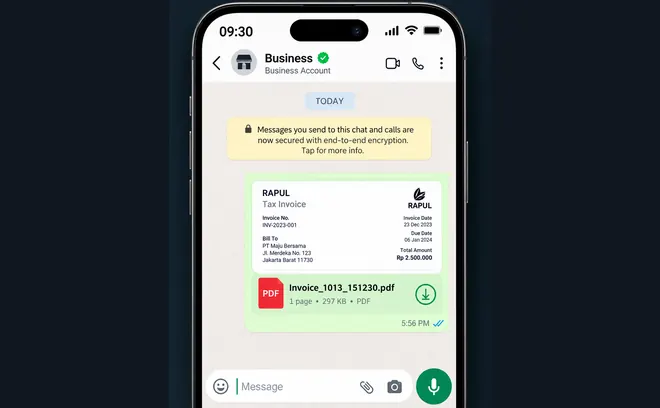 09:30
Business
Business Account
TODAY
Messages you send to this chat and calls are
now secured with end-to-end encryption.
Tap for more info.
RAPUL
Tax Invoice
RAPUL
Invoice No.
INV-2023-001
Invoice Date
23 Dec 2023
Bill To
PT Maju Bersama
Jl. Merdeka No. 123
Jakarta Barat 11730
Due Date
06 Jan 2024
Total Amount
Rp 2.500.000
PDF
Invoice_1013_151230.pdf
1 page • 297 KB • PDF
5:56 PM
Message